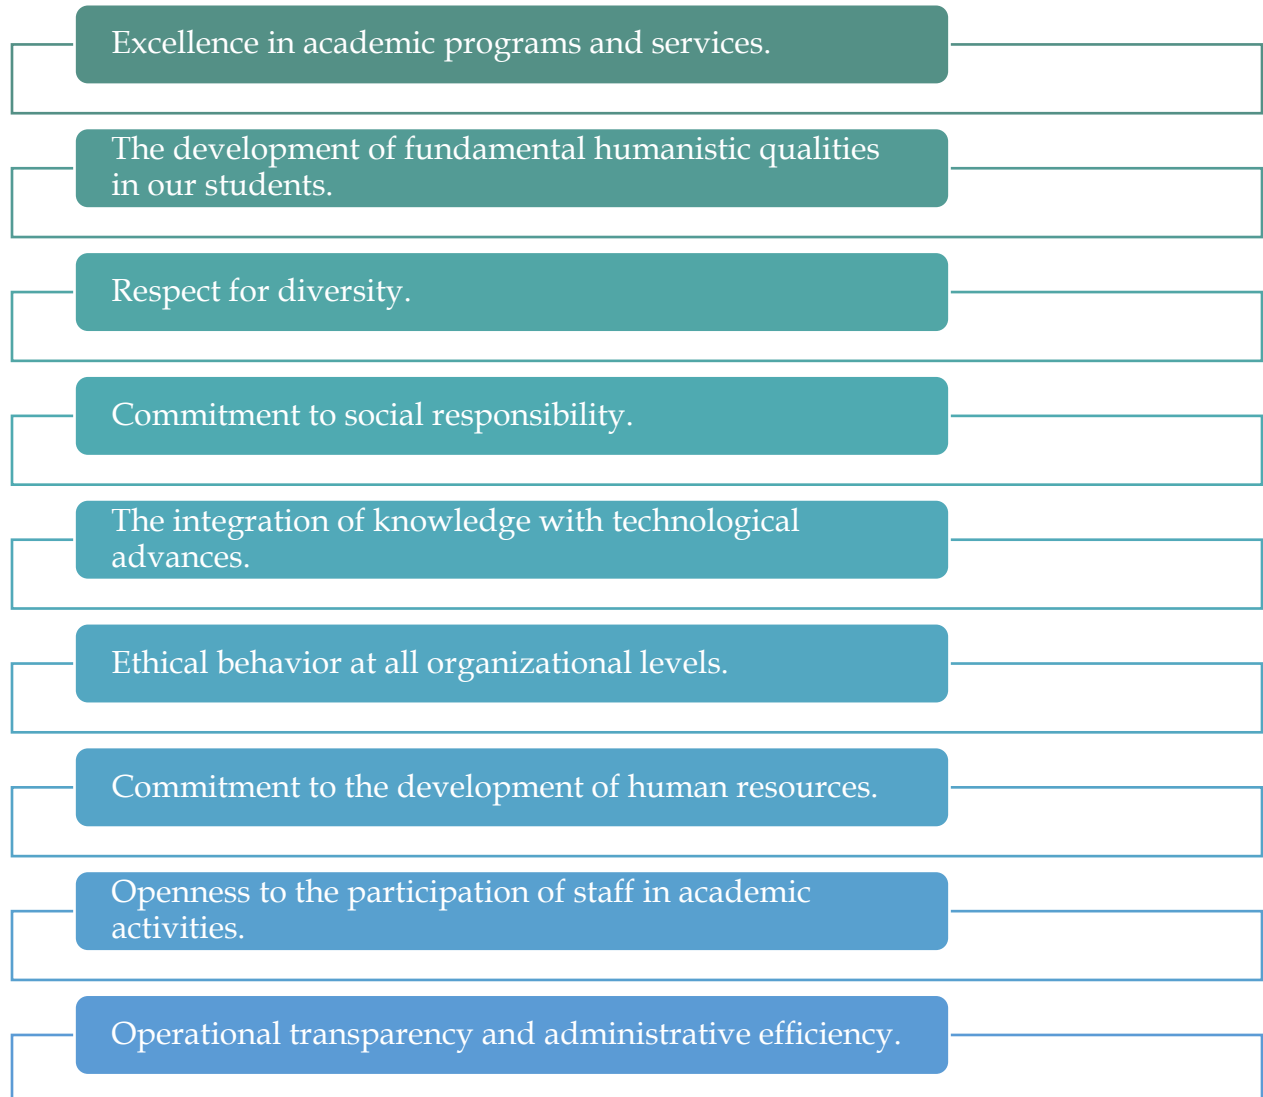 Excellence in academic programs and services.
The development of fundamental humanistic qualities
in our students.
Respect for diversity.
Commitment to social responsibility.
The integration of knowledge with technological
advances.
Ethical behavior at all organizational levels.
Commitment to the development of human resources.
Openness to the participation of staff in academic
activities.
Operational transparency and administrative efficiency.